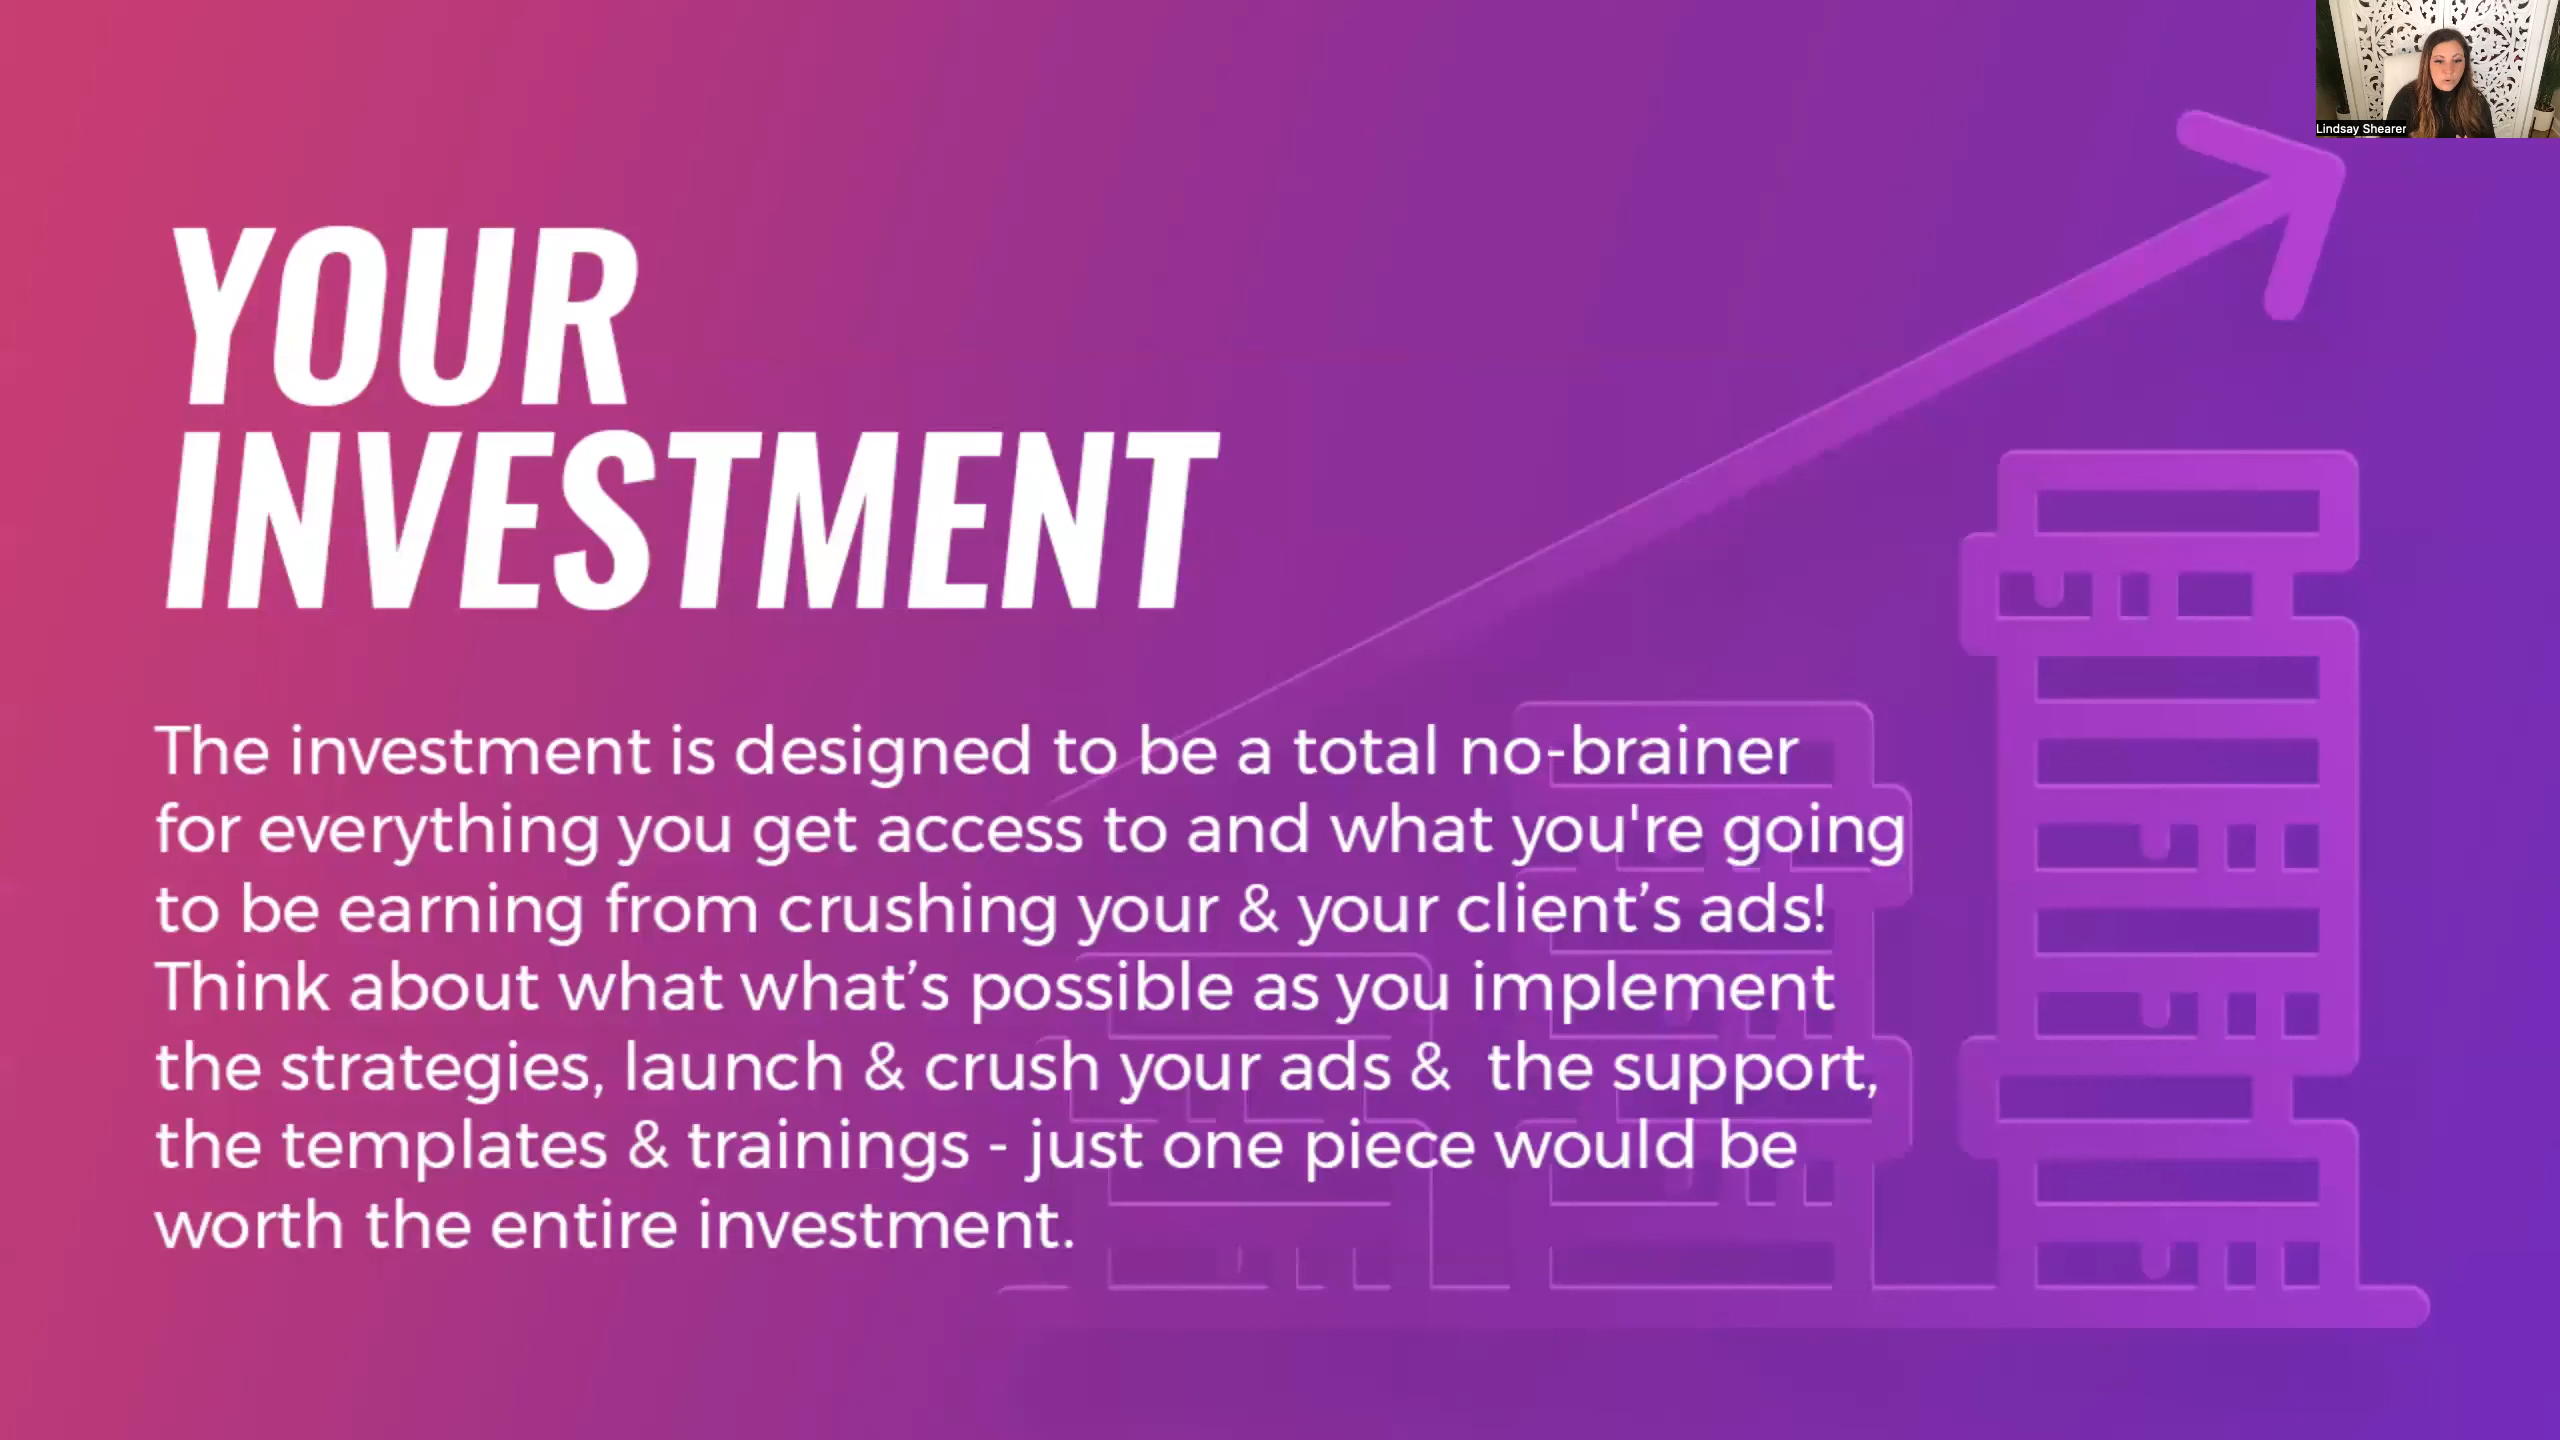 Lindsay Shearer
YOUR
INVESTMENT
The investment is designed to be a total no-brainer
for everything you get access to and what you're going
to be earning from crushing your & your client’s ads!
Think about what what’s possible as you implement
the strategies, launch & crush your ads &  the support,
the templates & trainings - just one piece would be
worth the entire investment.